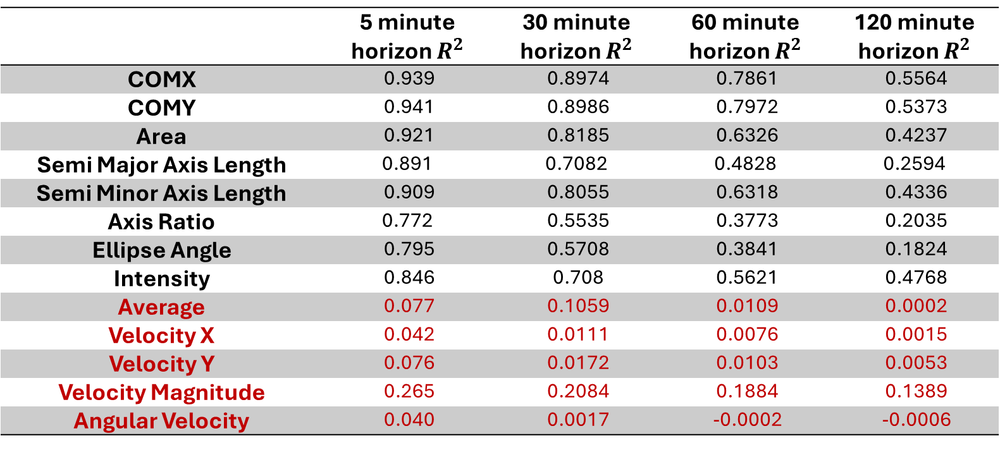 5 minute 30 minute 60 minute 120 minute
horizon R² horizon R² horizon R² horizon R²
COMX 0.939 0.8974 0.7861 0.5564
COMY 0.941 0.8986 0.7972 0.5373
Area 0.921 0.8185 0.6326 0.4237
Semi Major Axis Length 0.891 0.7082 0.4828 0.2594
Semi Minor Axis Length 0.909 0.8055 0.6318 0.4336
Axis Ratio 0.772 0.5535 0.3773 0.2035
Ellipse Angle 0.795 0.5708 0.3841 0.1824
Intensity 0.846 0.708 0.5621 0.4768
Average 0.077 0.1059 0.0109 0.0002
Velocity X 0.042 0.0111 0.0076 0.0015
Velocity Y 0.076 0.0172 0.0103 0.0053
Velocity Magnitude 0.265 0.2084 0.1884 0.1389
Angular Velocity 0.040 0.0017 -0.0002 -0.0006